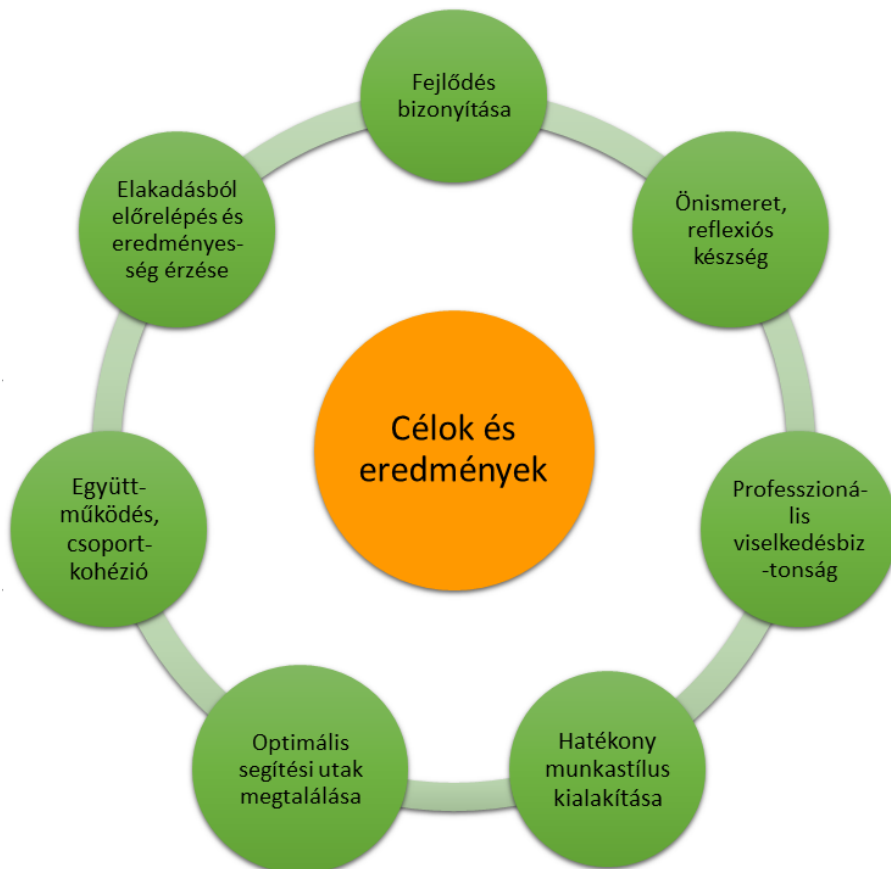 Fejlődés
bizonyítása
Önismeret,
reflexiós
készség
Professzioná-
lis
viselkedésbiz
-tonság
Hatékony
munkastílus
kialakítása
Optimális
segítési utak
megtalálása
Együtt-
működés,
csoport-
kohézió
Elakadásból
előrelépés és
eredményes-
ség érzése
Célok és
eredmények